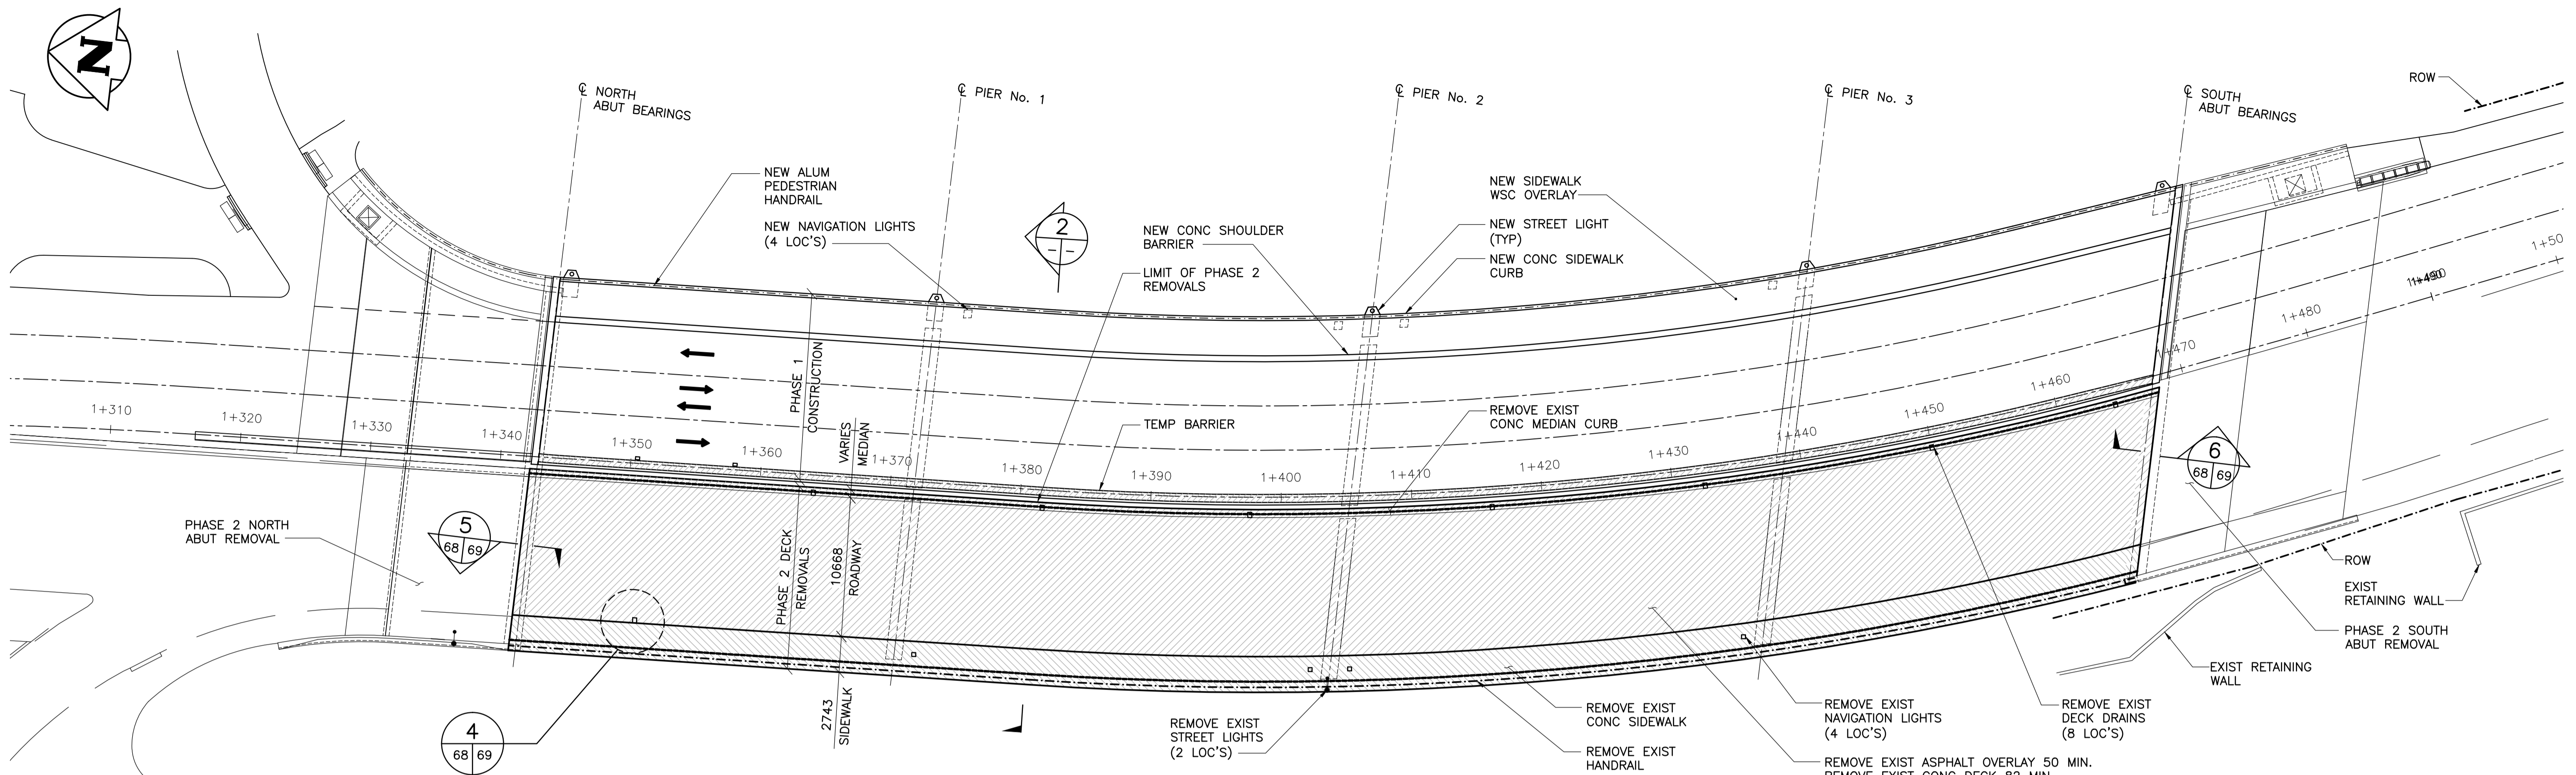 N
℄ NORTH
ABUT BEARINGS
℄ PIER No. 1
℄ PIER No. 2
℄ PIER No. 3
℄ SOUTH
ABUT BEARINGS
ROW
NEW ALUM
PEDESTRIAN
HANDRAIL
NEW NAVIGATION LIGHTS
(4 LOC'S)
2
- -
NEW CONC SHOULDER
BARRIER
LIMIT OF PHASE 2
REMOVALS
NEW SIDEWALK
WSC OVERLAY
NEW STREET LIGHT
(TYP)
NEW CONC SIDEWALK
CURB
PHASE 1
CONSTRUCTION
VARIES
MEDIAN
TEMP BARRIER
REMOVE EXIST
CONC MEDIAN CURB
1+310
1+320
1+330
1+340
1+350
1+360
1+370
1+380
1+390
1+400
1+410
1+420
1+430
1+440
1+450
1+460
1+470
1+480
1+490
1+50
PHASE 2 NORTH
ABUT REMOVAL
5
68 69
PHASE 2 DECK
REMOVALS
10668
ROADWAY
2743
SIDEWALK
6
68 69
ROW
EXIST
RETAINING WALL
PHASE 2 SOUTH
ABUT REMOVAL
EXIST RETAINING
WALL
4
68 69
REMOVE EXIST
STREET LIGHTS
(2 LOC'S)
REMOVE EXIST
CONC SIDEWALK
REMOVE EXIST
HANDRAIL
REMOVE EXIST
NAVIGATION LIGHTS
(4 LOC'S)
REMOVE EXIST
DECK DRAINS
(8 LOC'S)
REMOVE EXIST ASPHALT OVERLAY 50 MIN.
REMOVE EXIST CONC DECK 82 MIN